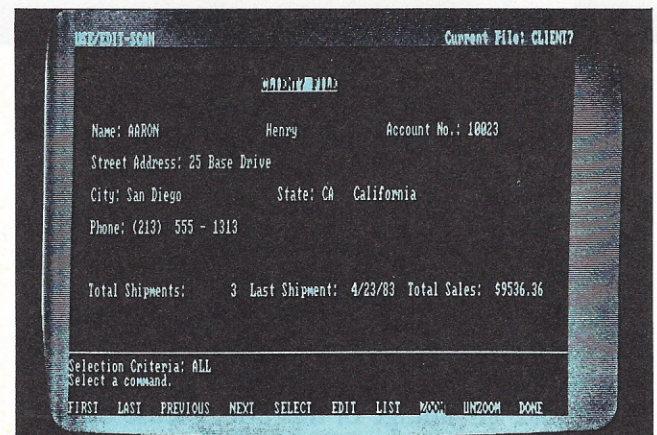 USE/EDIT-SCAN Current File: CLIENT7
CLIENT7 FILE
Name: AARON Henry Account No.: 10023
Street Address: 25 Base Drive
City: San Diego State: CA California
Phone: (213) 555 - 1313
Total Shipments: 3 Last Shipment: 4/23/83 Total Sales: $9536.36
Selection Criteria: ALL
Select a command.
FIRST LAST PREVIOUS NEXT SELECT EDIT LIST ZOOM UNZOOM DONE